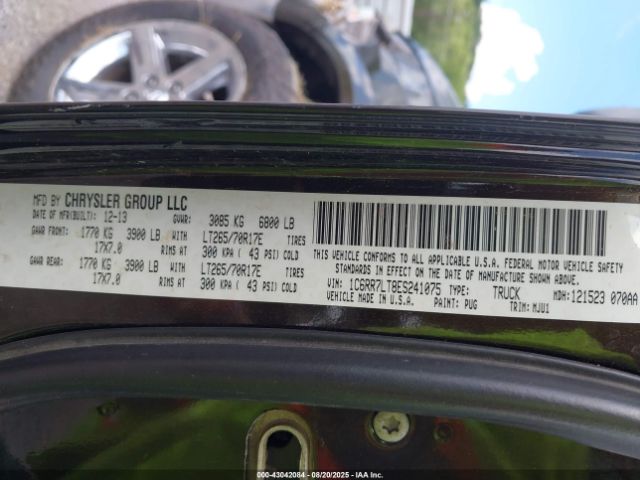 MFD BY CHRYSLER GROUP LLC
DATE OF MFR(BUILT): 12-13 GVWR: 3085 KG 6800 LB
GAWR FRONT: 1770 KG 3900 LB WITH LT265/70R17E TIRES
17X7.0 RIMS AT 300 KPA ( 43 PSI) COLD
GAWR REAR: 1770 KG 3900 LB WITH LT265/70R17E TIRES
17X7.0 RIMS AT 300 KPA ( 43 PSI) COLD
THIS VEHICLE CONFORMS TO ALL APPLICABLE U.S.A. FEDERAL MOTOR VEHICLE SAFETY
STANDARDS IN EFFECT ON THE DATE OF MANUFACTURE SHOWN ABOVE.
VIN: 1C6RR7LT8ES241075 TYPE: TRUCK MDH: 121523 070AA
VEHICLE MADE IN U.S.A. PAINT: PUG TRIM: MJU1
000-43042084 - 08/20/2025 - IAAI.COM